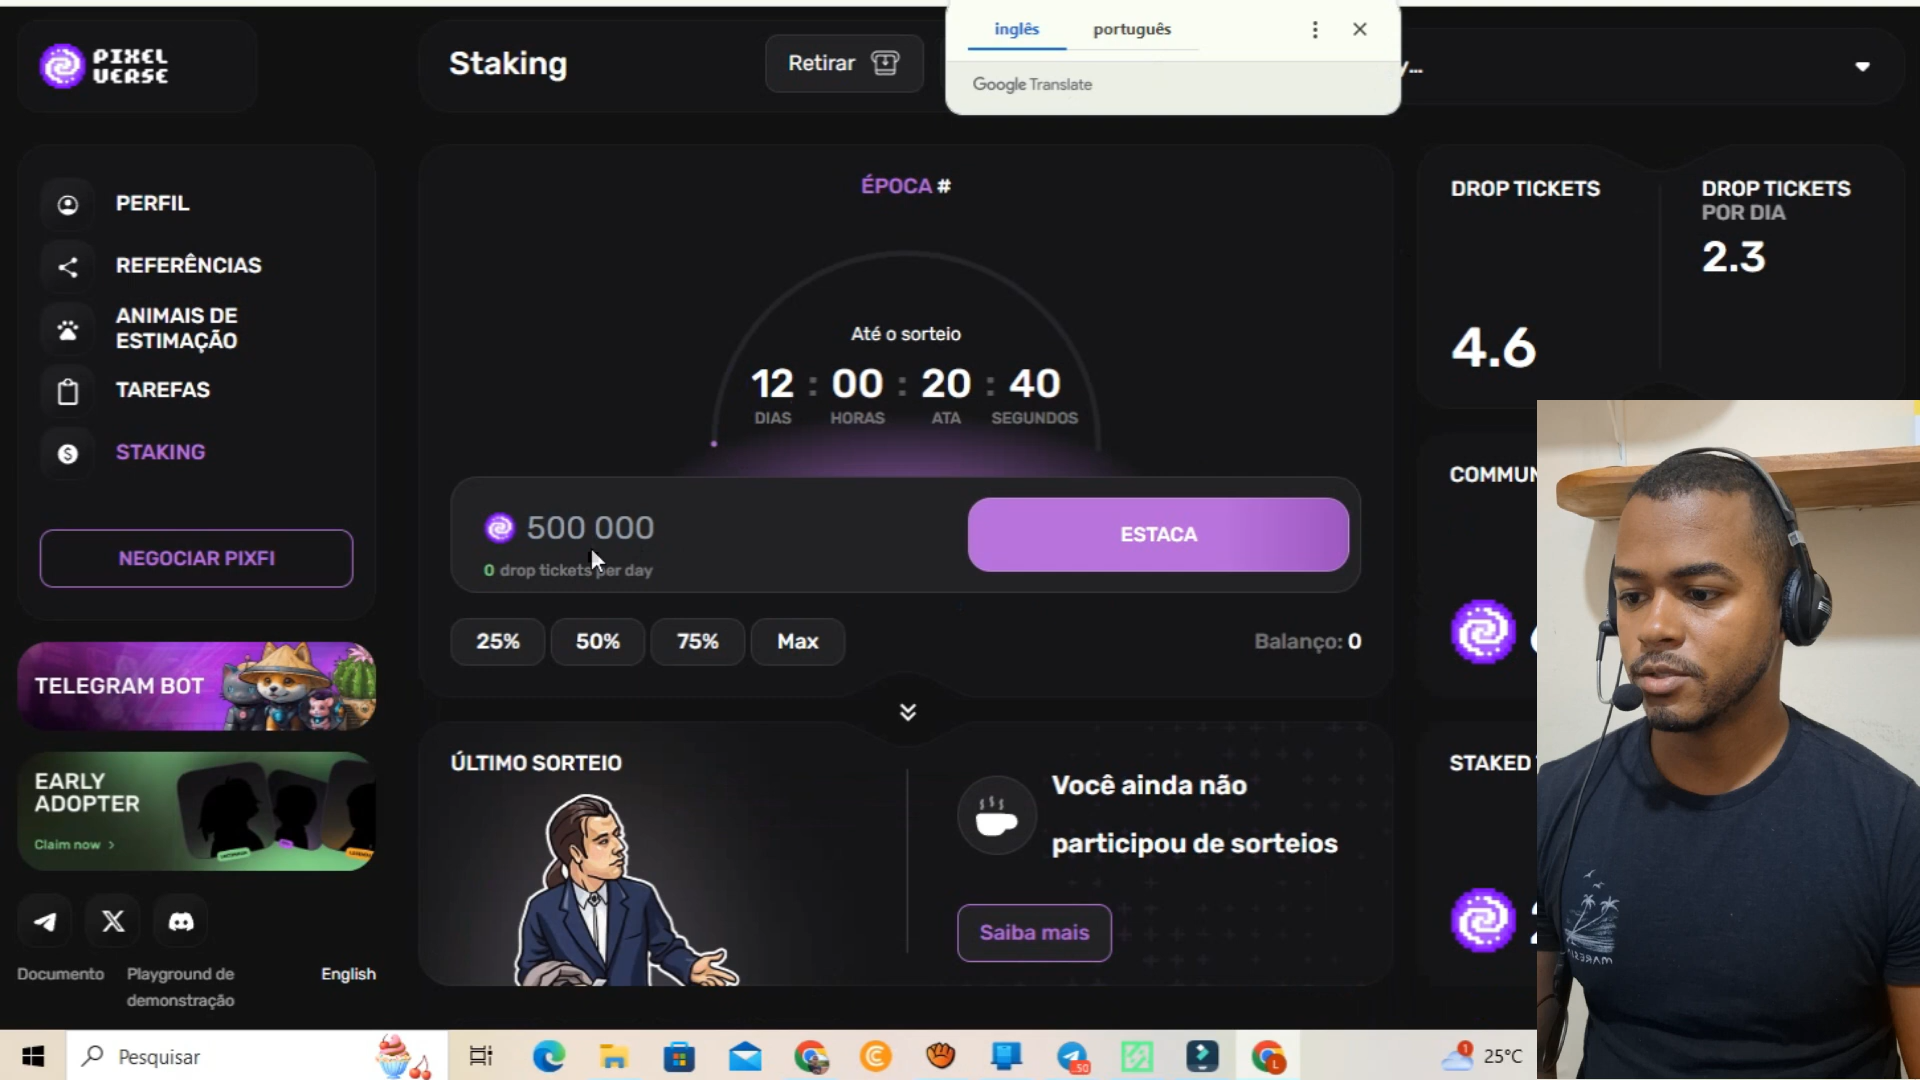 PIXEL
VERSE
Staking
Retirar
inglês
português
Google Translate
y...
PERFIL
REFERÊNCIAS
ANIMAIS DE
ESTIMAÇÃO
TAREFAS
STAKING
NEGOCIAR PIXFI
TELEGRAM BOT
EARLY
ADOPTER
Claim now >
Documento
Playground de
demonstração
English
ÉPOCA #
Até o sorteio
12 : 00 : 20 : 40
DIAS HORAS ATA SEGUNDOS
500 000
0 drop tickets per day
ESTACA
25%
50%
75%
Max
Balanço: 0
ÚLTIMO SORTEIO
Você ainda não
participou de sorteios
Saiba mais
DROP TICKETS
4.6
DROP TICKETS
POR DIA
2.3
COMMUN
STAKED
Pesquisar
50
L
1
25°C